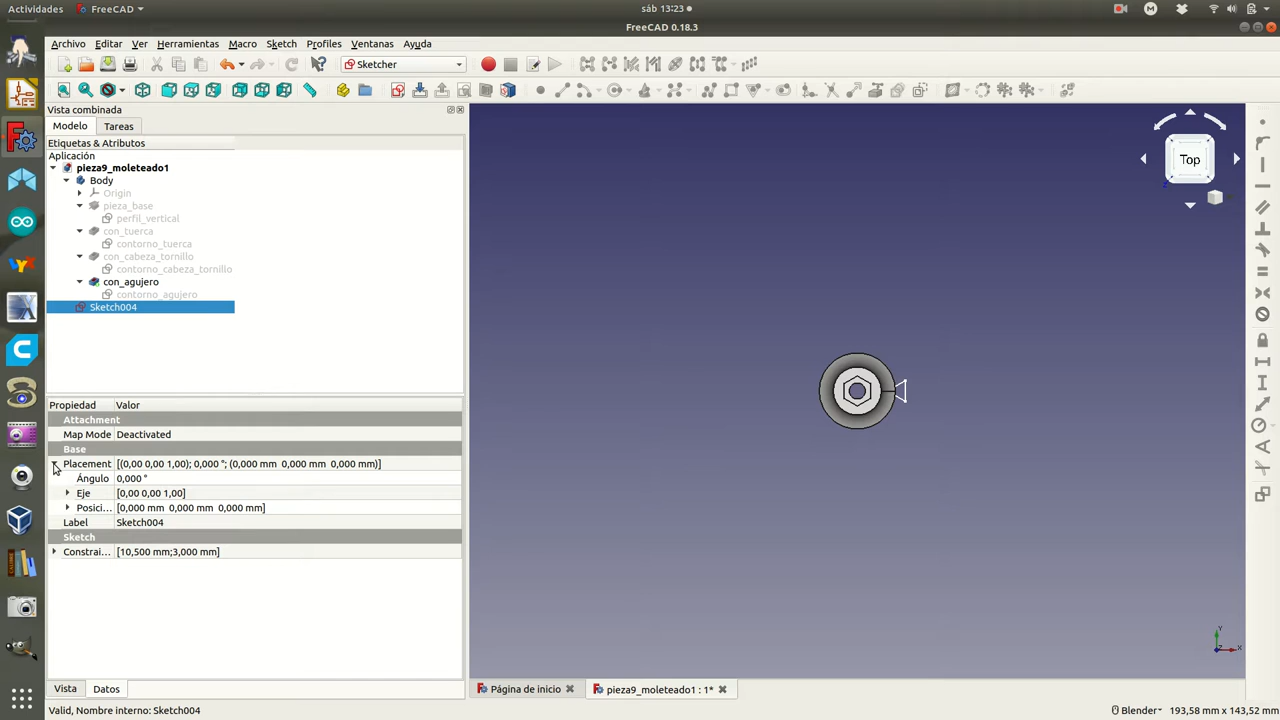 Actividades FreeCAD sáb 13:23
FreeCAD 0.18.3
Archivo Editar Ver Herramientas Macro Sketch Profiles Ventanas Ayuda
Sketcher
Vista combinada
Modelo Tareas
Etiquetas & Atributos
Aplicación
pieza9_moleteado1
Body
Origin
pieza_base
perfil_vertical
con_tuerca
contorno_tuerca
con_cabeza_tornillo
contorno_cabeza_tornillo
con_agujero
contorno_agujero
Sketch004
Top
Propiedad Valor
Attachment
Map Mode Deactivated
Base
Placement [(0,00 0,00 1,00); 0,000 °; (0,000 mm 0,000 mm 0,000 mm)]
Ángulo 0,000 °
Eje [0,00 0,00 1,00]
Posici... [0,000 mm 0,000 mm 0,000 mm]
Label Sketch004
Sketch
Constrai... [10,500 mm;3,000 mm]
Y
X
Vista Datos
Página de inicio pieza9_moleteado1 : 1*
Valid, Nombre interno: Sketch004 Blender 193,58 mm x 143,52 mm